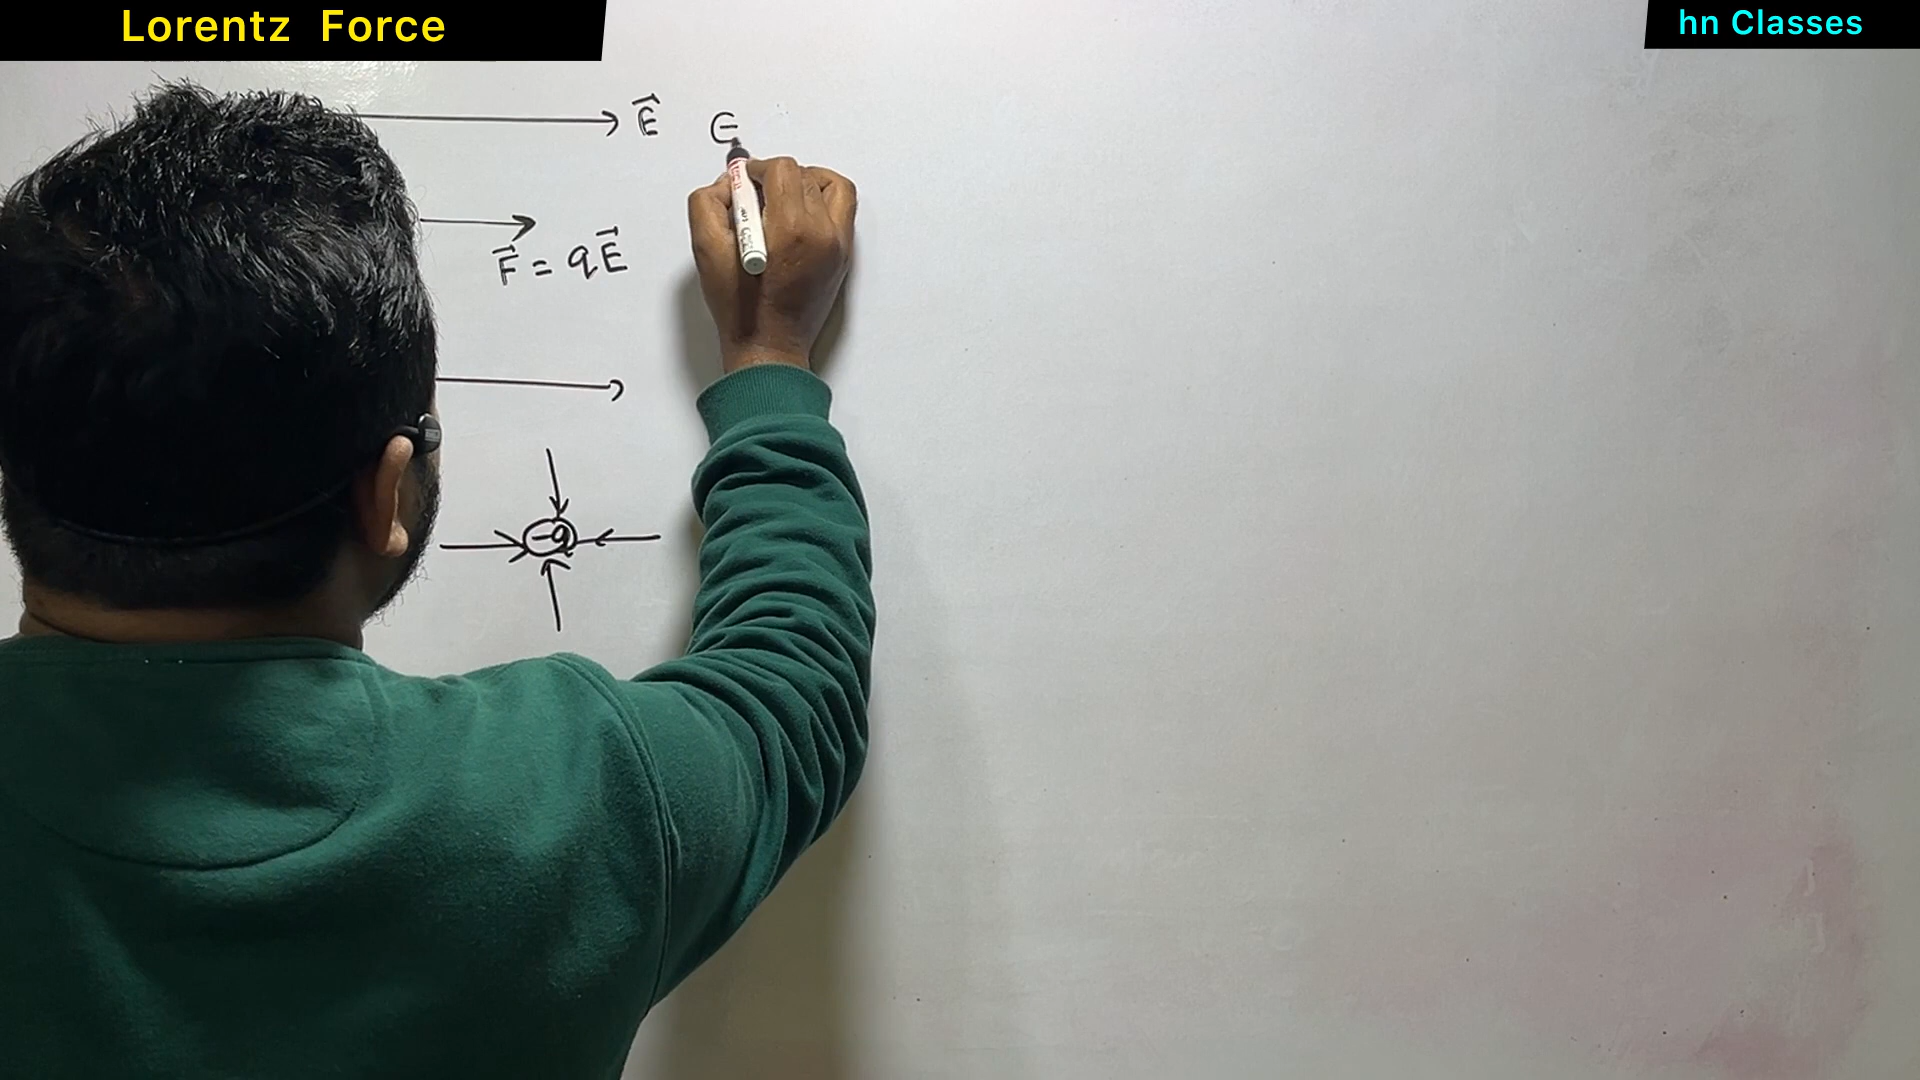 Lorentz Force
hn Classes
E⃗ E
F⃗ = qE⃗
-q